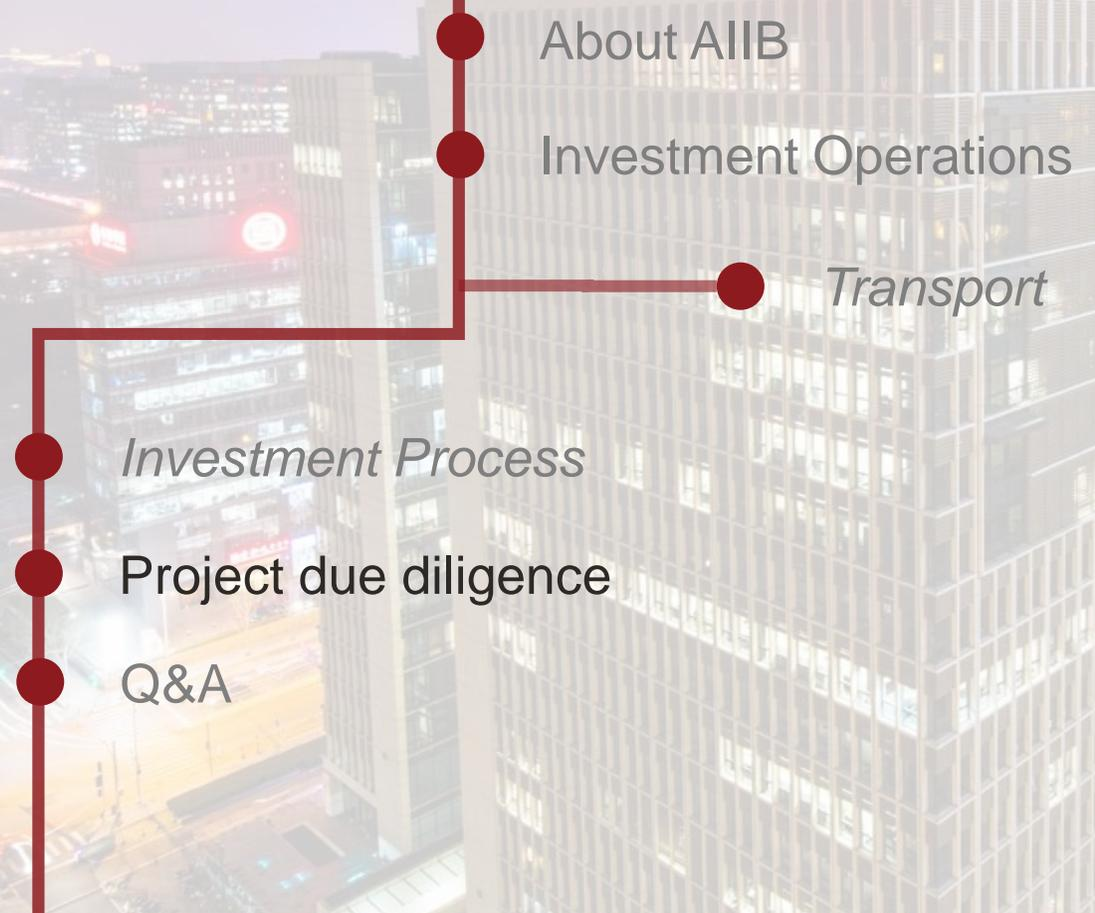 About AIIB
Investment Operations
Transport
Investment Process
Project due diligence
Q&A